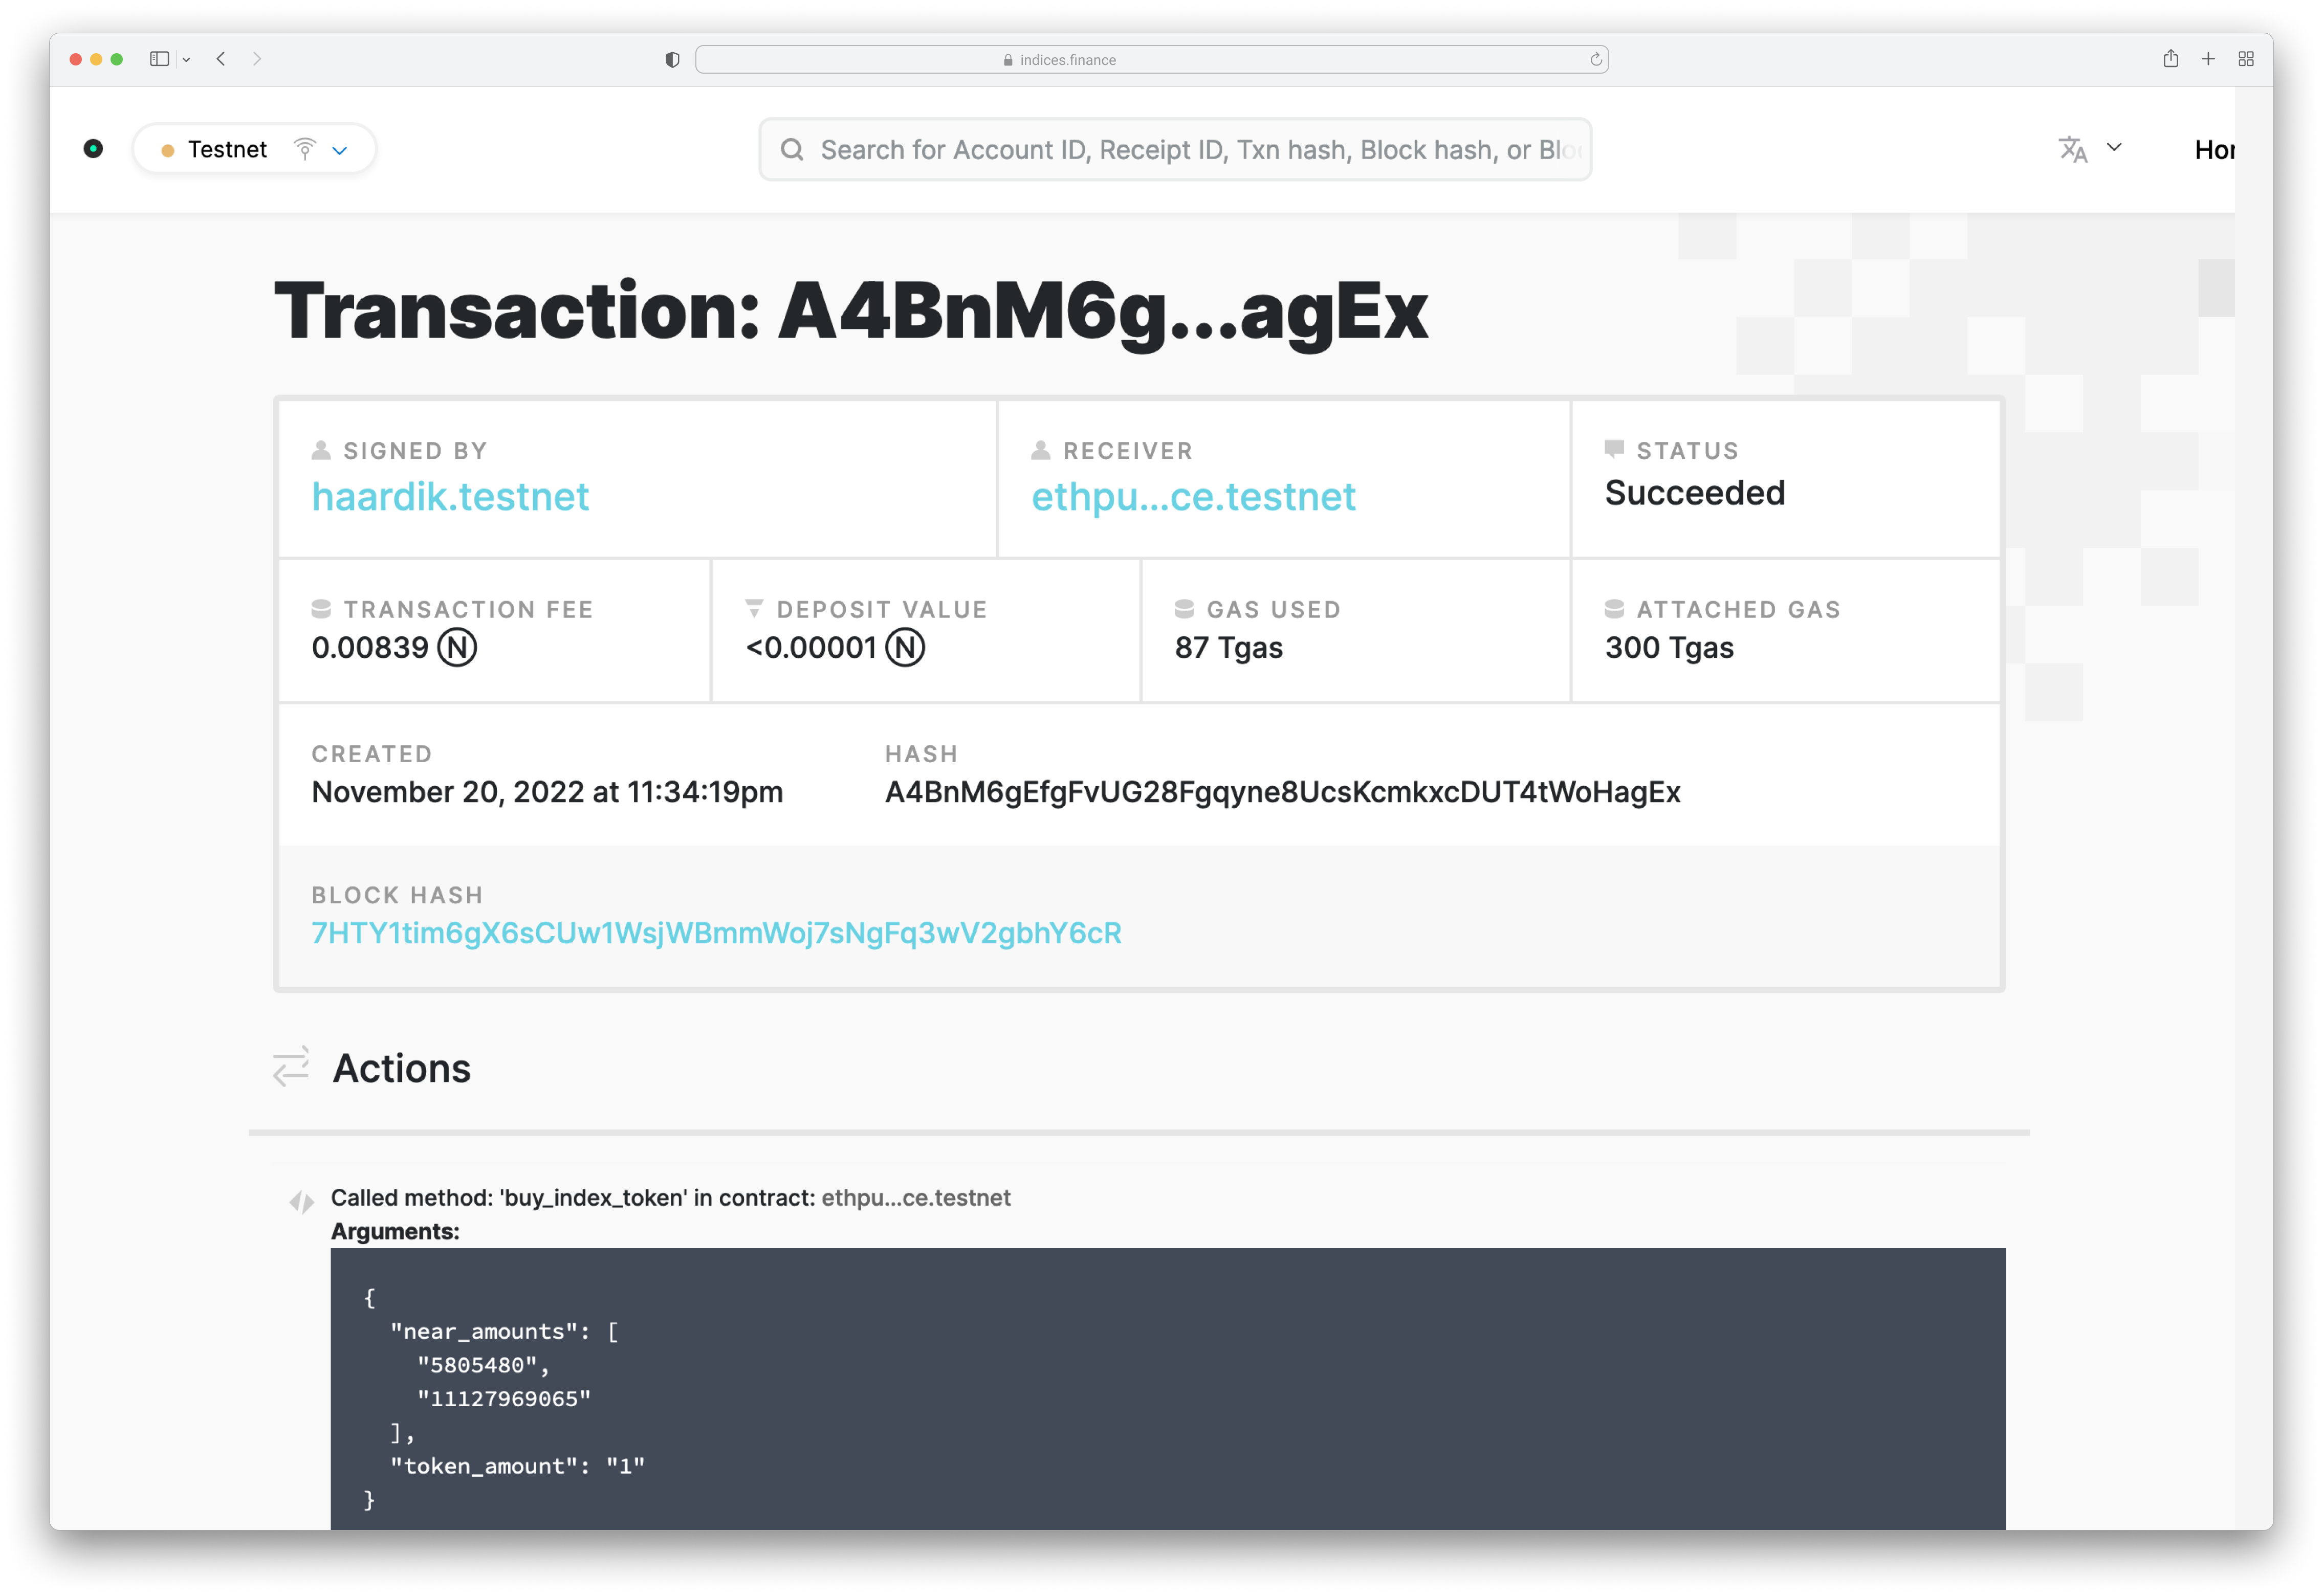 indices.finance
Testnet
Search for Account ID, Receipt ID, Txn hash, Block hash, or Blo
Hor
Transaction: A4BnM6g...agEx
SIGNED BY
haardik.testnet
RECEIVER
ethpu...ce.testnet
STATUS
Succeeded
TRANSACTION FEE
0.00839 Ⓝ
DEPOSIT VALUE
<0.00001 Ⓝ
GAS USED
87 Tgas
ATTACHED GAS
300 Tgas
CREATED
November 20, 2022 at 11:34:19pm
HASH
A4BnM6gEfgFvUG28Fgqyne8UcsKcmkxcDUT4tWoHagEx
BLOCK HASH
7HTY1tim6gX6sCUw1WsjWBmmWoj7sNgFq3wV2gbhY6cR
Actions
Called method: 'buy_index_token' in contract: ethpu...ce.testnet
Arguments:
{
"near_amounts": [
"5805480",
"11127969065"
],
"token_amount": "1"
}